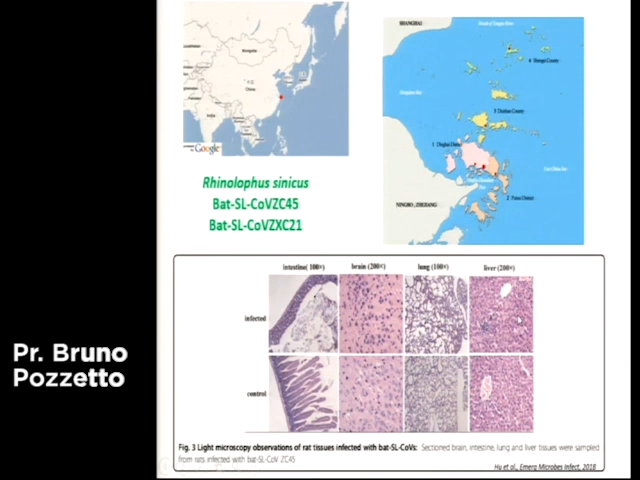 SHANGHAI
Mongolia
China
India
Google
4 Shengsi County
3 Daishan County
1 Dinghai District
2 Putuo District
NINGBO, ZHEJIANG
Rhinolophus sinicus
Bat-SL-CoVZC45
Bat-SL-CoVZXC21
intestine( 100×)
brain (200×)
lung (100×)
liver (200×)
infected
control
Pr. Bruno
Pozzetto
Fig. 3 Light microscopy observations of rat tissues infected with bat-SL-CoVs: Sectioned brain, intestine, lung and liver tissues were sampled
from rats infected with bat-SL-CoV ZC45
Hu et al., Emerg Microbes Infect, 2018